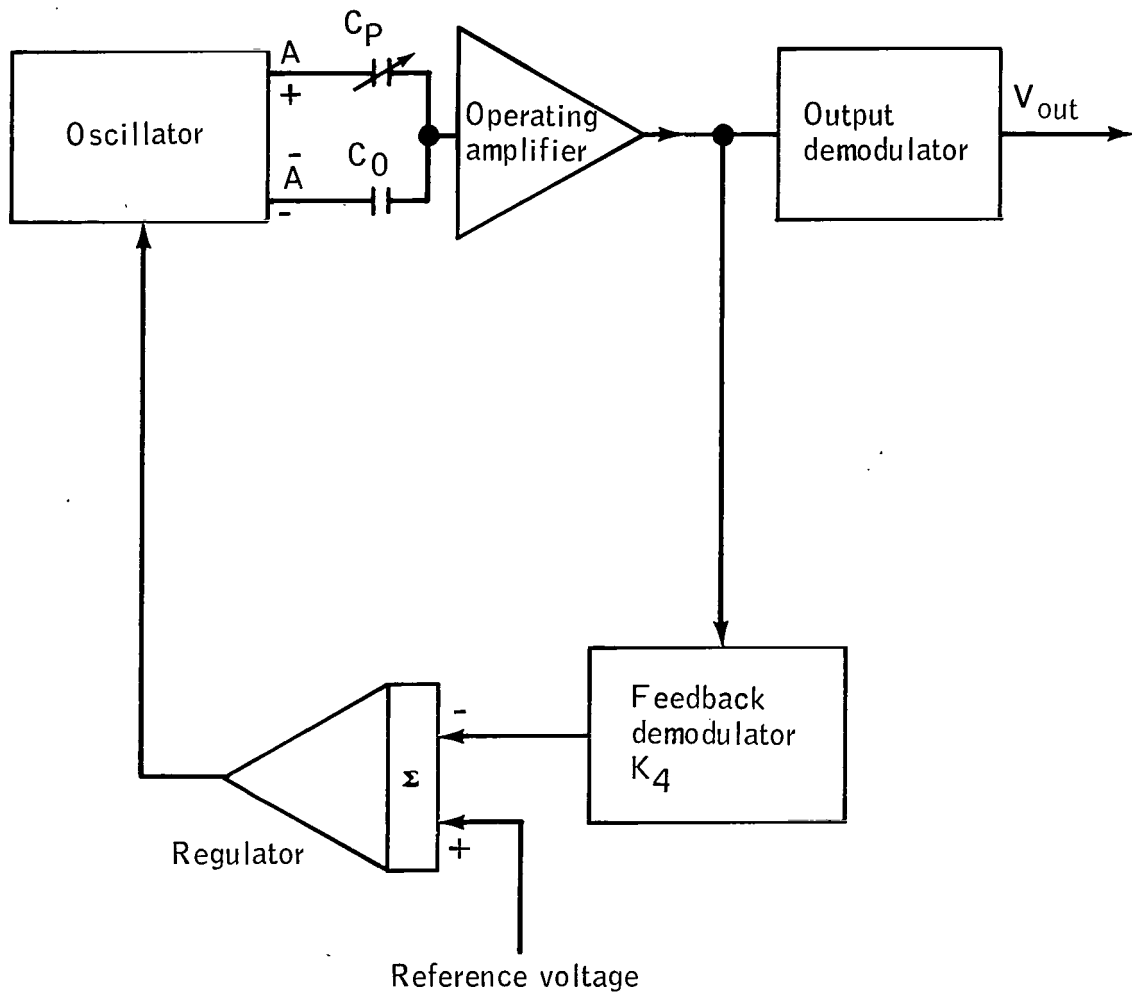 Oscillator
A
+
C_P
Ā
-
C_0
Operating
amplifier
Output
demodulator
V_out
Feedback
demodulator
K_4
-
Σ
+
Regulator
Reference voltage